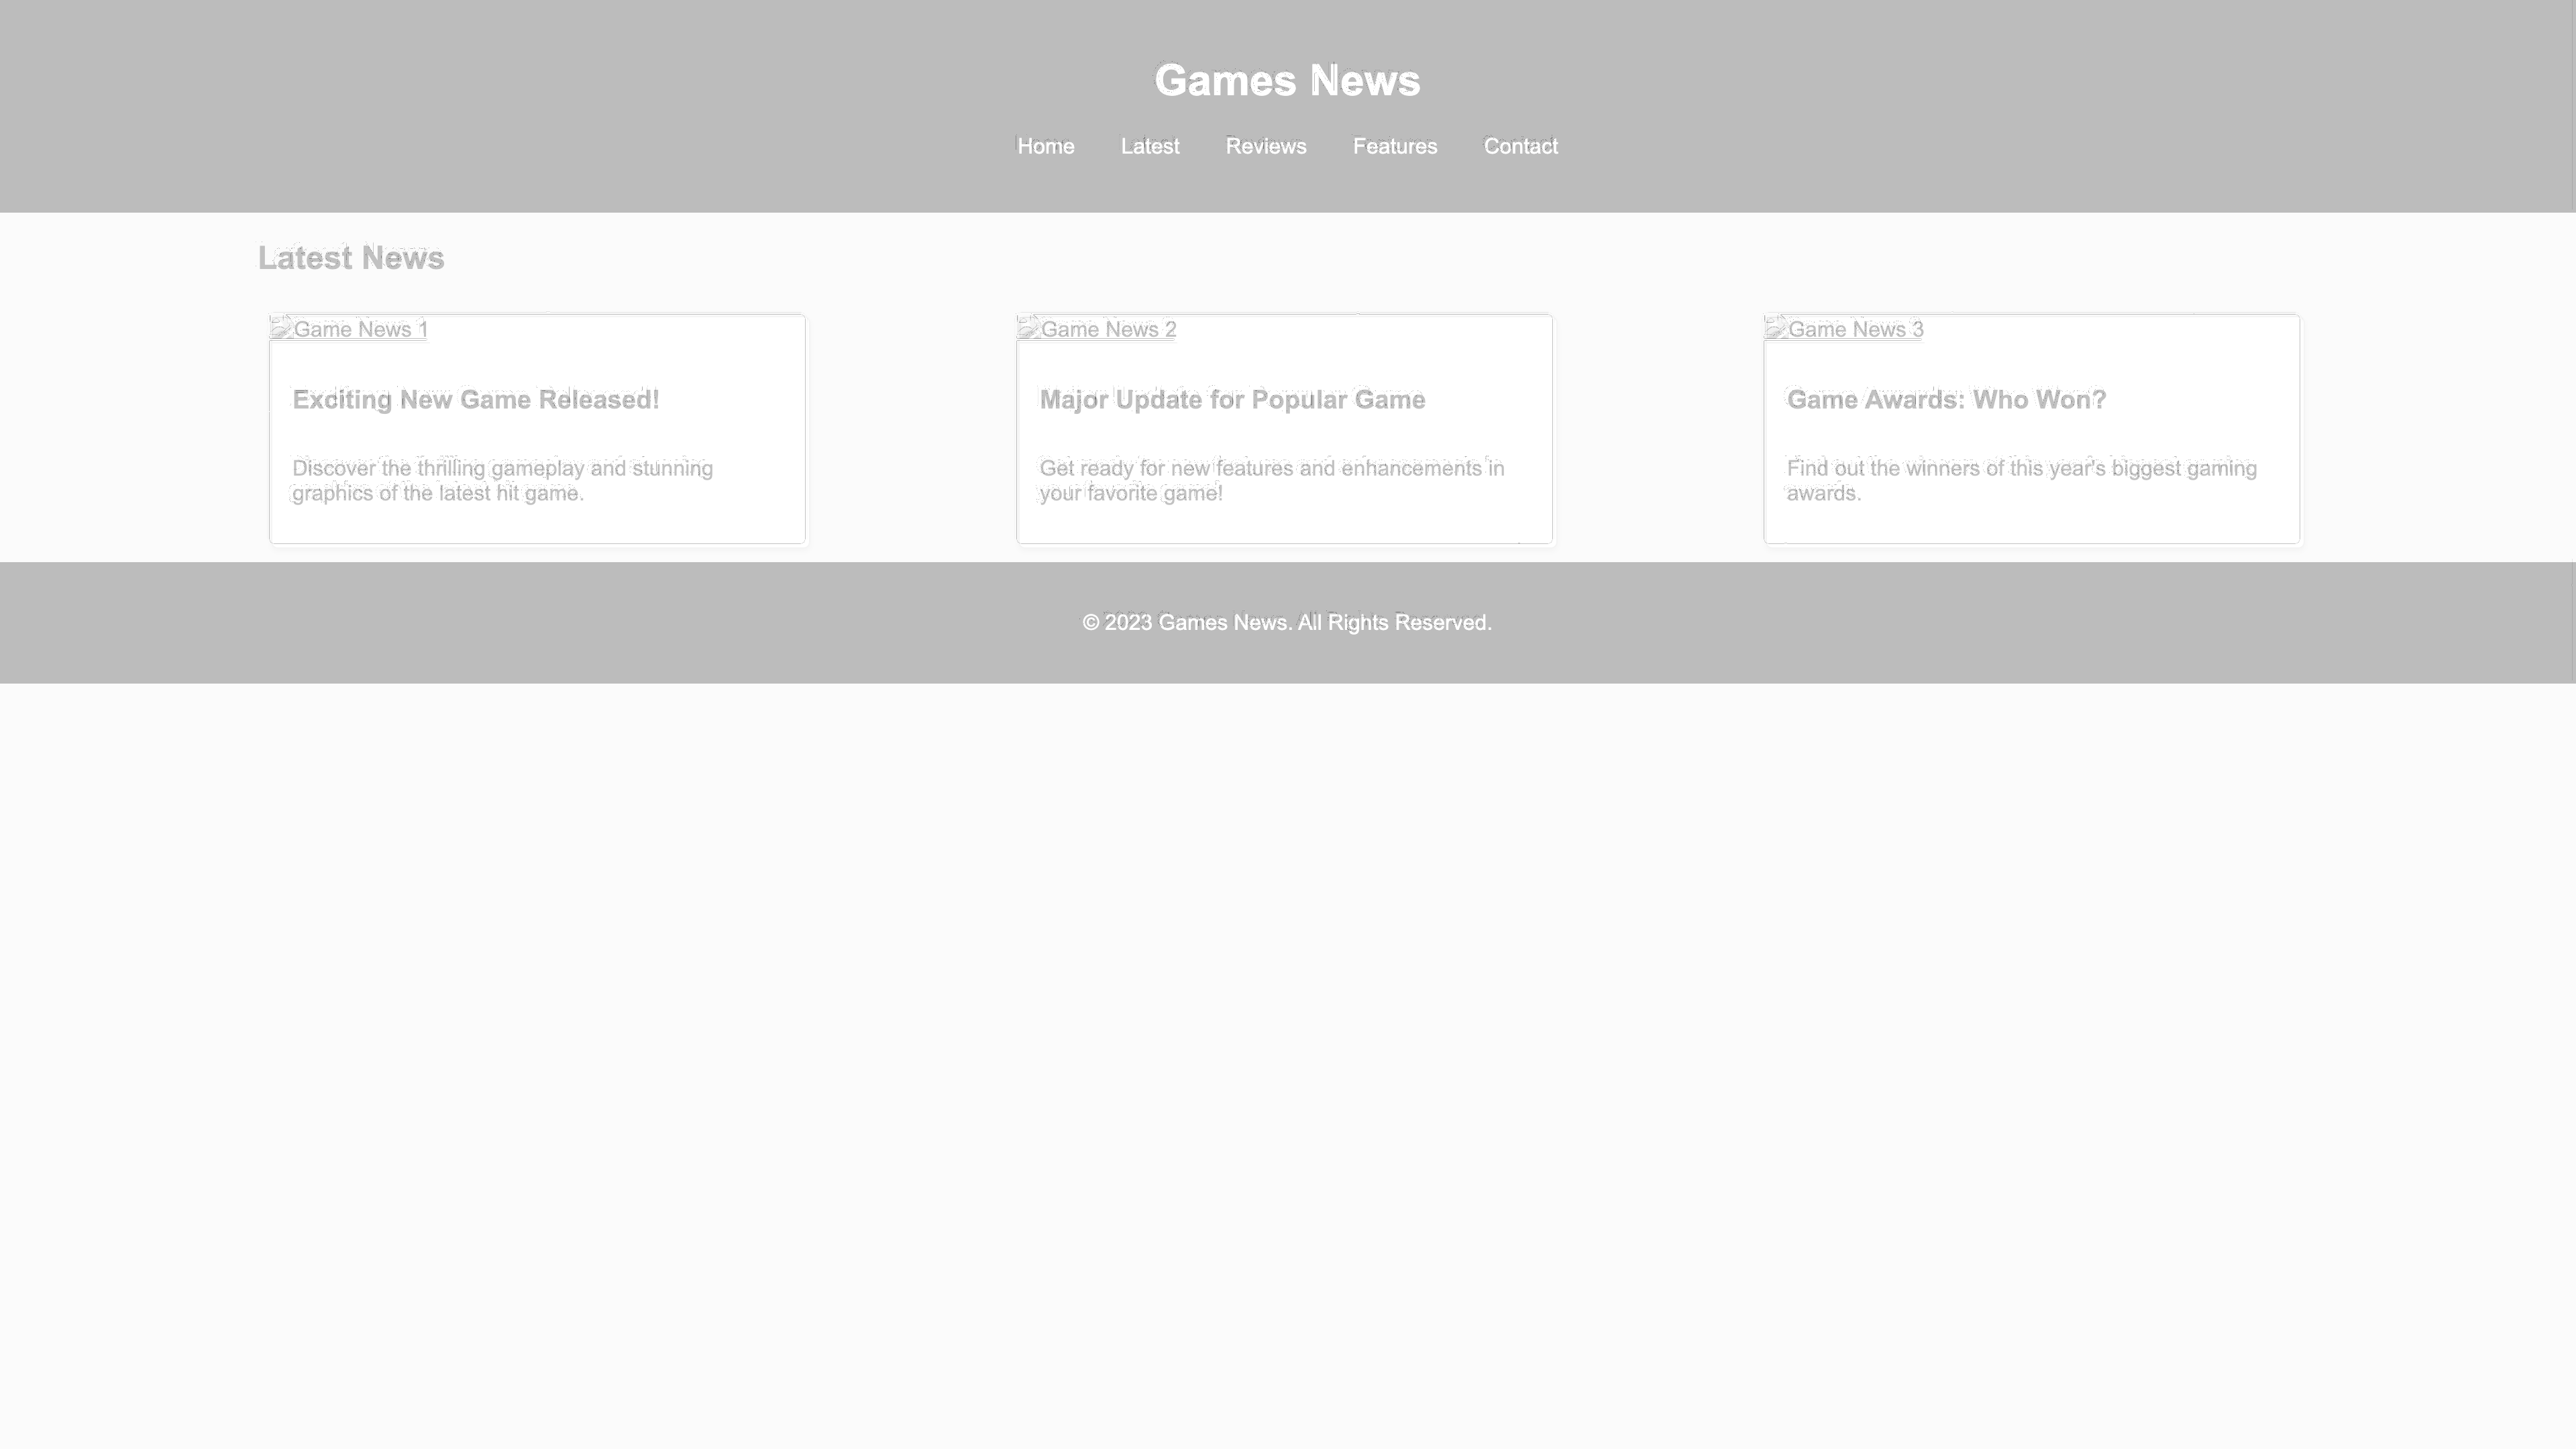 Games News
Home Latest Reviews Features Contact
Latest News
Game News 1
Exciting New Game Released!
Discover the thrilling gameplay and stunning
graphics of the latest hit game.
Game News 2
Major Update for Popular Game
Get ready for new features and enhancements in
your favorite game!
Game News 3
Game Awards: Who Won?
Find out the winners of this year's biggest gaming
awards.
© 2023 Games News. All Rights Reserved.